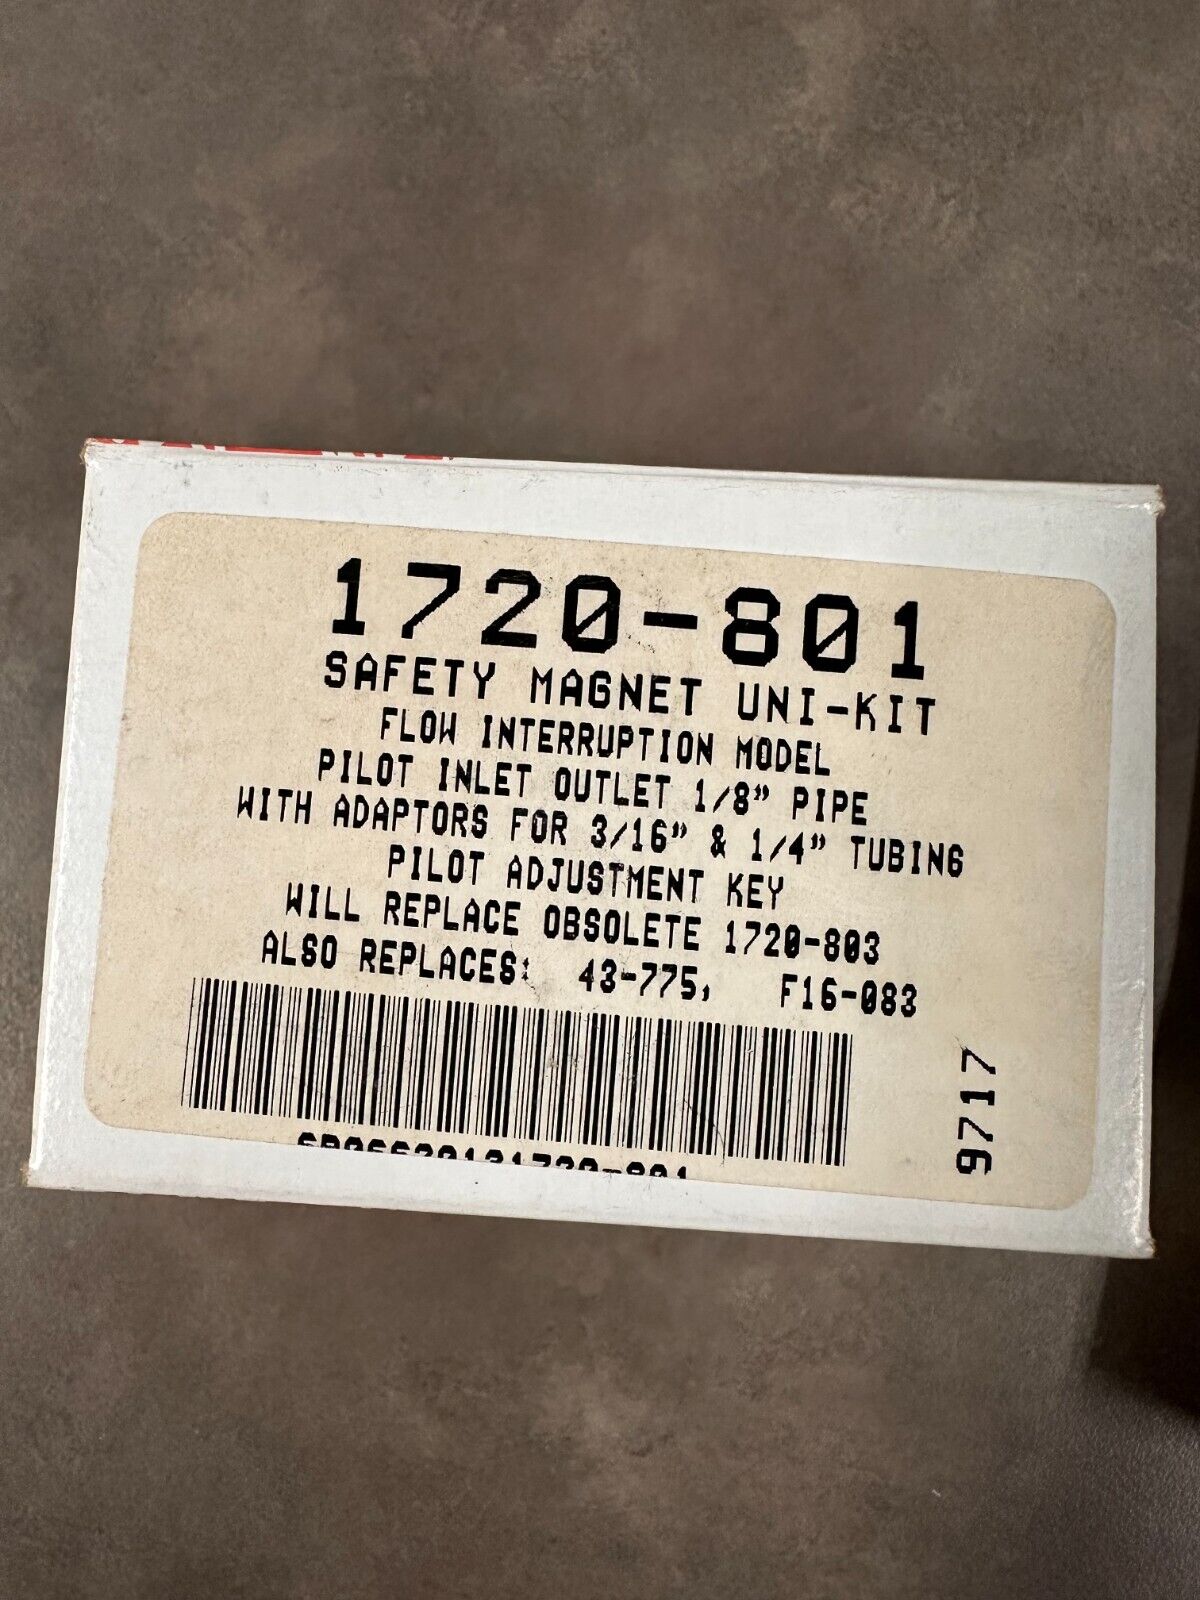 1720-801
SAFETY MAGNET UNI-KIT
FLOW INTERRUPTION MODEL
PILOT INLET OUTLET 1/8" PIPE
WITH ADAPTORS FOR 3/16" & 1/4" TUBING
PILOT ADJUSTMENT KEY
WILL REPLACE OBSOLETE 1720-803
ALSO REPLACES: 43-775, F16-083
9717